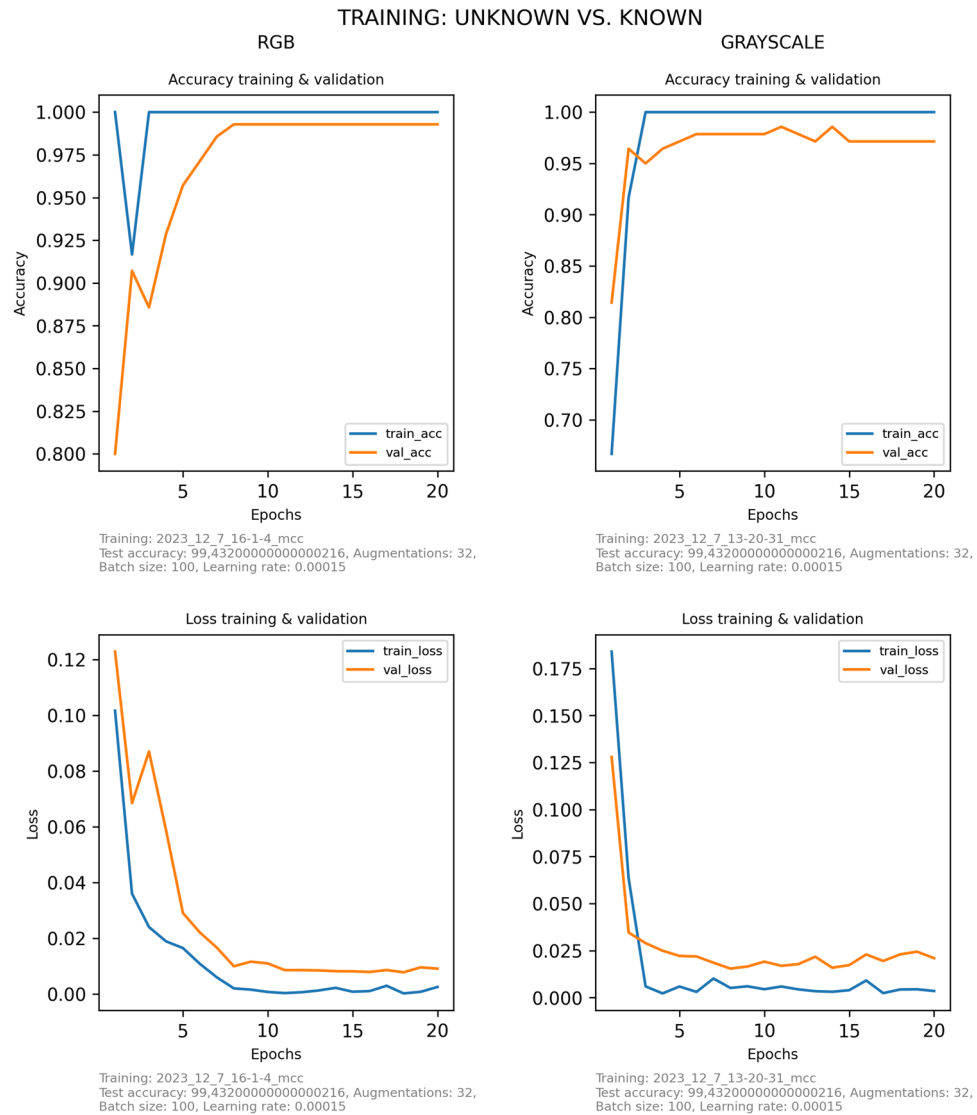 TRAINING: UNKNOWN VS. KNOWN
RGB
GRAYSCALE
Accuracy training & validation
1.000
0.975
0.950
0.925
0.900
0.875
0.850
0.825
0.800
Accuracy
train_acc
val_acc
5
10
15
20
Epochs
Training: 2023_12_7_16-1-4_mcc
Test accuracy: 99,43200000000000216, Augmentations: 32,
Batch size: 100, Learning rate: 0.00015
Accuracy training & validation
1.00
0.95
0.90
0.85
0.80
0.75
0.70
Accuracy
train_acc
val_acc
5
10
15
20
Epochs
Training: 2023_12_7_13-20-31_mcc
Test accuracy: 99,43200000000000216, Augmentations: 32,
Batch size: 100, Learning rate: 0.00015
Loss training & validation
0.12
0.10
0.08
0.06
0.04
0.02
0.00
Loss
train_loss
val_loss
5
10
15
20
Epochs
Training: 2023_12_7_16-1-4_mcc
Test accuracy: 99,43200000000000216, Augmentations: 32,
Batch size: 100, Learning rate: 0.00015
Loss training & validation
0.175
0.150
0.125
0.100
0.075
0.050
0.025
0.000
Loss
train_loss
val_loss
5
10
15
20
Epochs
Training: 2023_12_7_13-20-31_mcc
Test accuracy: 99,43200000000000216, Augmentations: 32,
Batch size: 100, Learning rate: 0.00015